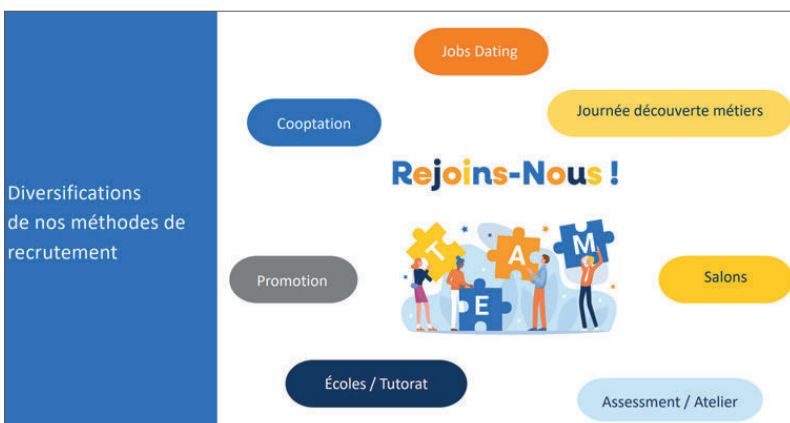 Diversifications
de nos méthodes de
recrutement
Jobs Dating
Cooptation
Journée découverte métiers
Rejoins-Nous !
T
E
A
M
Promotion
Salons
Écoles / Tutorat
Assessment / Atelier